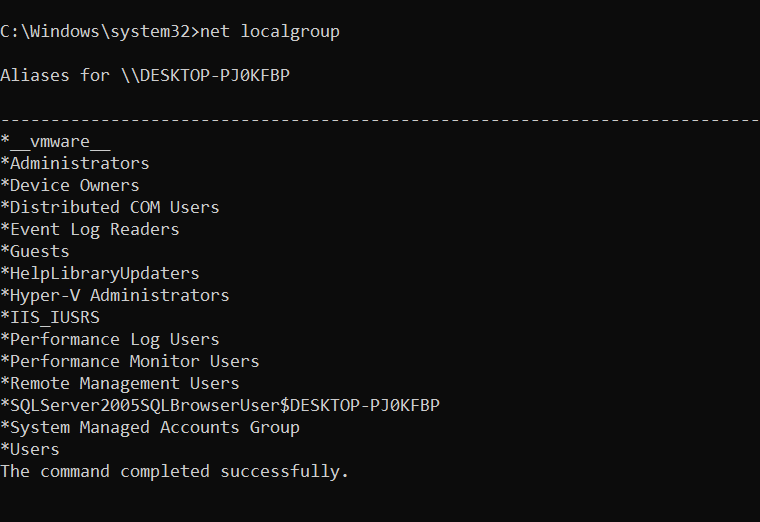 C:\Windows\system32>net localgroup
Aliases for \\DESKTOP-PJ0KFBP
-------------------------------------------------------------------------------
*__vmware__
*Administrators
*Device Owners
*Distributed COM Users
*Event Log Readers
*Guests
*HelpLibraryUpdaters
*Hyper-V Administrators
*IIS_IUSRS
*Performance Log Users
*Performance Monitor Users
*Remote Management Users
*SQLServer2005SQLBrowserUser$DESKTOP-PJ0KFBP
*System Managed Accounts Group
*Users
The command completed successfully.